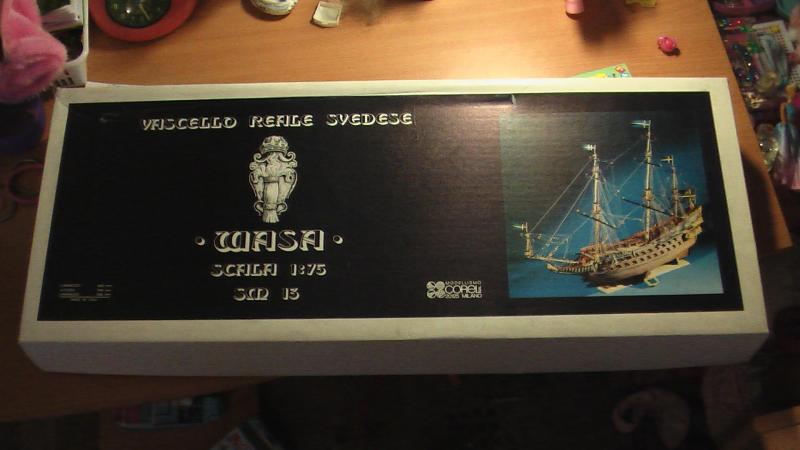 VASCELLO REALE SVEDESE
• WASA •
SCALA 1:75
SM 13
MODELLISMO
COREL
20125 MILANO